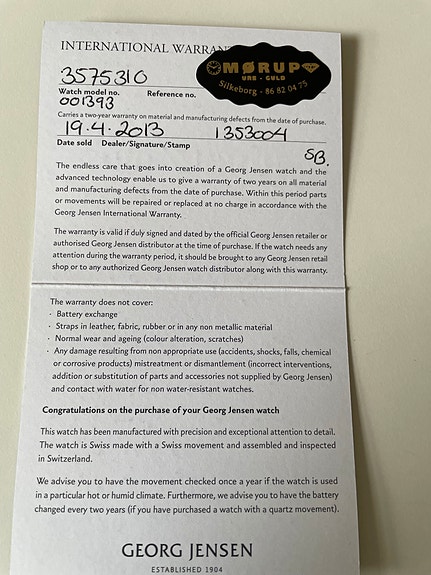 INTERNATIONAL WARRAN
MØRUP
URE - GULD
Silkeborg - 86 82 04 75
3575310
Watch model no. Reference no.
001393
Carries a two-year warranty on material and manufacturing defects from the date of purchase.
19.4.2013 1353004
Date sold Dealer/Signature/Stamp
SB.
The endless care that goes into creation of a Georg Jensen watch and the
advanced technology enable us to give a warranty of two years on all material
and manufacturing defects from the date of purchase. Within this period parts
or movements will be repaired or replaced at no charge in accordance with the
Georg Jensen International Warranty.
The warranty is valid if duly signed and dated by the official Georg Jensen retailer or
authorised Georg Jensen distributor at the time of purchase. If the watch needs any
attention during the warranty period, it should be brought to any Georg Jensen retail
shop or to any authorized Georg Jensen watch distributor along with this warranty.
The warranty does not cover:
· Battery exchange
· Straps in leather, fabric, rubber or in any non metallic material
· Normal wear and ageing (colour alteration, scratches)
· Any damage resulting from non appropriate use (accidents, shocks, falls, chemical
or corrosive products) mistreatment or dismantlement (incorrect interventions,
addition or substitution of parts and accessories not supplied by Georg Jensen)
and contact with water for non water-resistant watches.
Congratulations on the purchase of your Georg Jensen watch
This watch has been manufactured with precision and exceptional attention to detail.
The watch is Swiss made with a Swiss movement and assembled and inspected
in Switzerland.
We advise you to have the movement checked once a year if the watch is used
in a particular hot or humid climate. Furthermore, we advise you have the battery
changed every two years (if you have purchased a watch with a quartz movement).
GEORG JENSEN
ESTABLISHED 1904